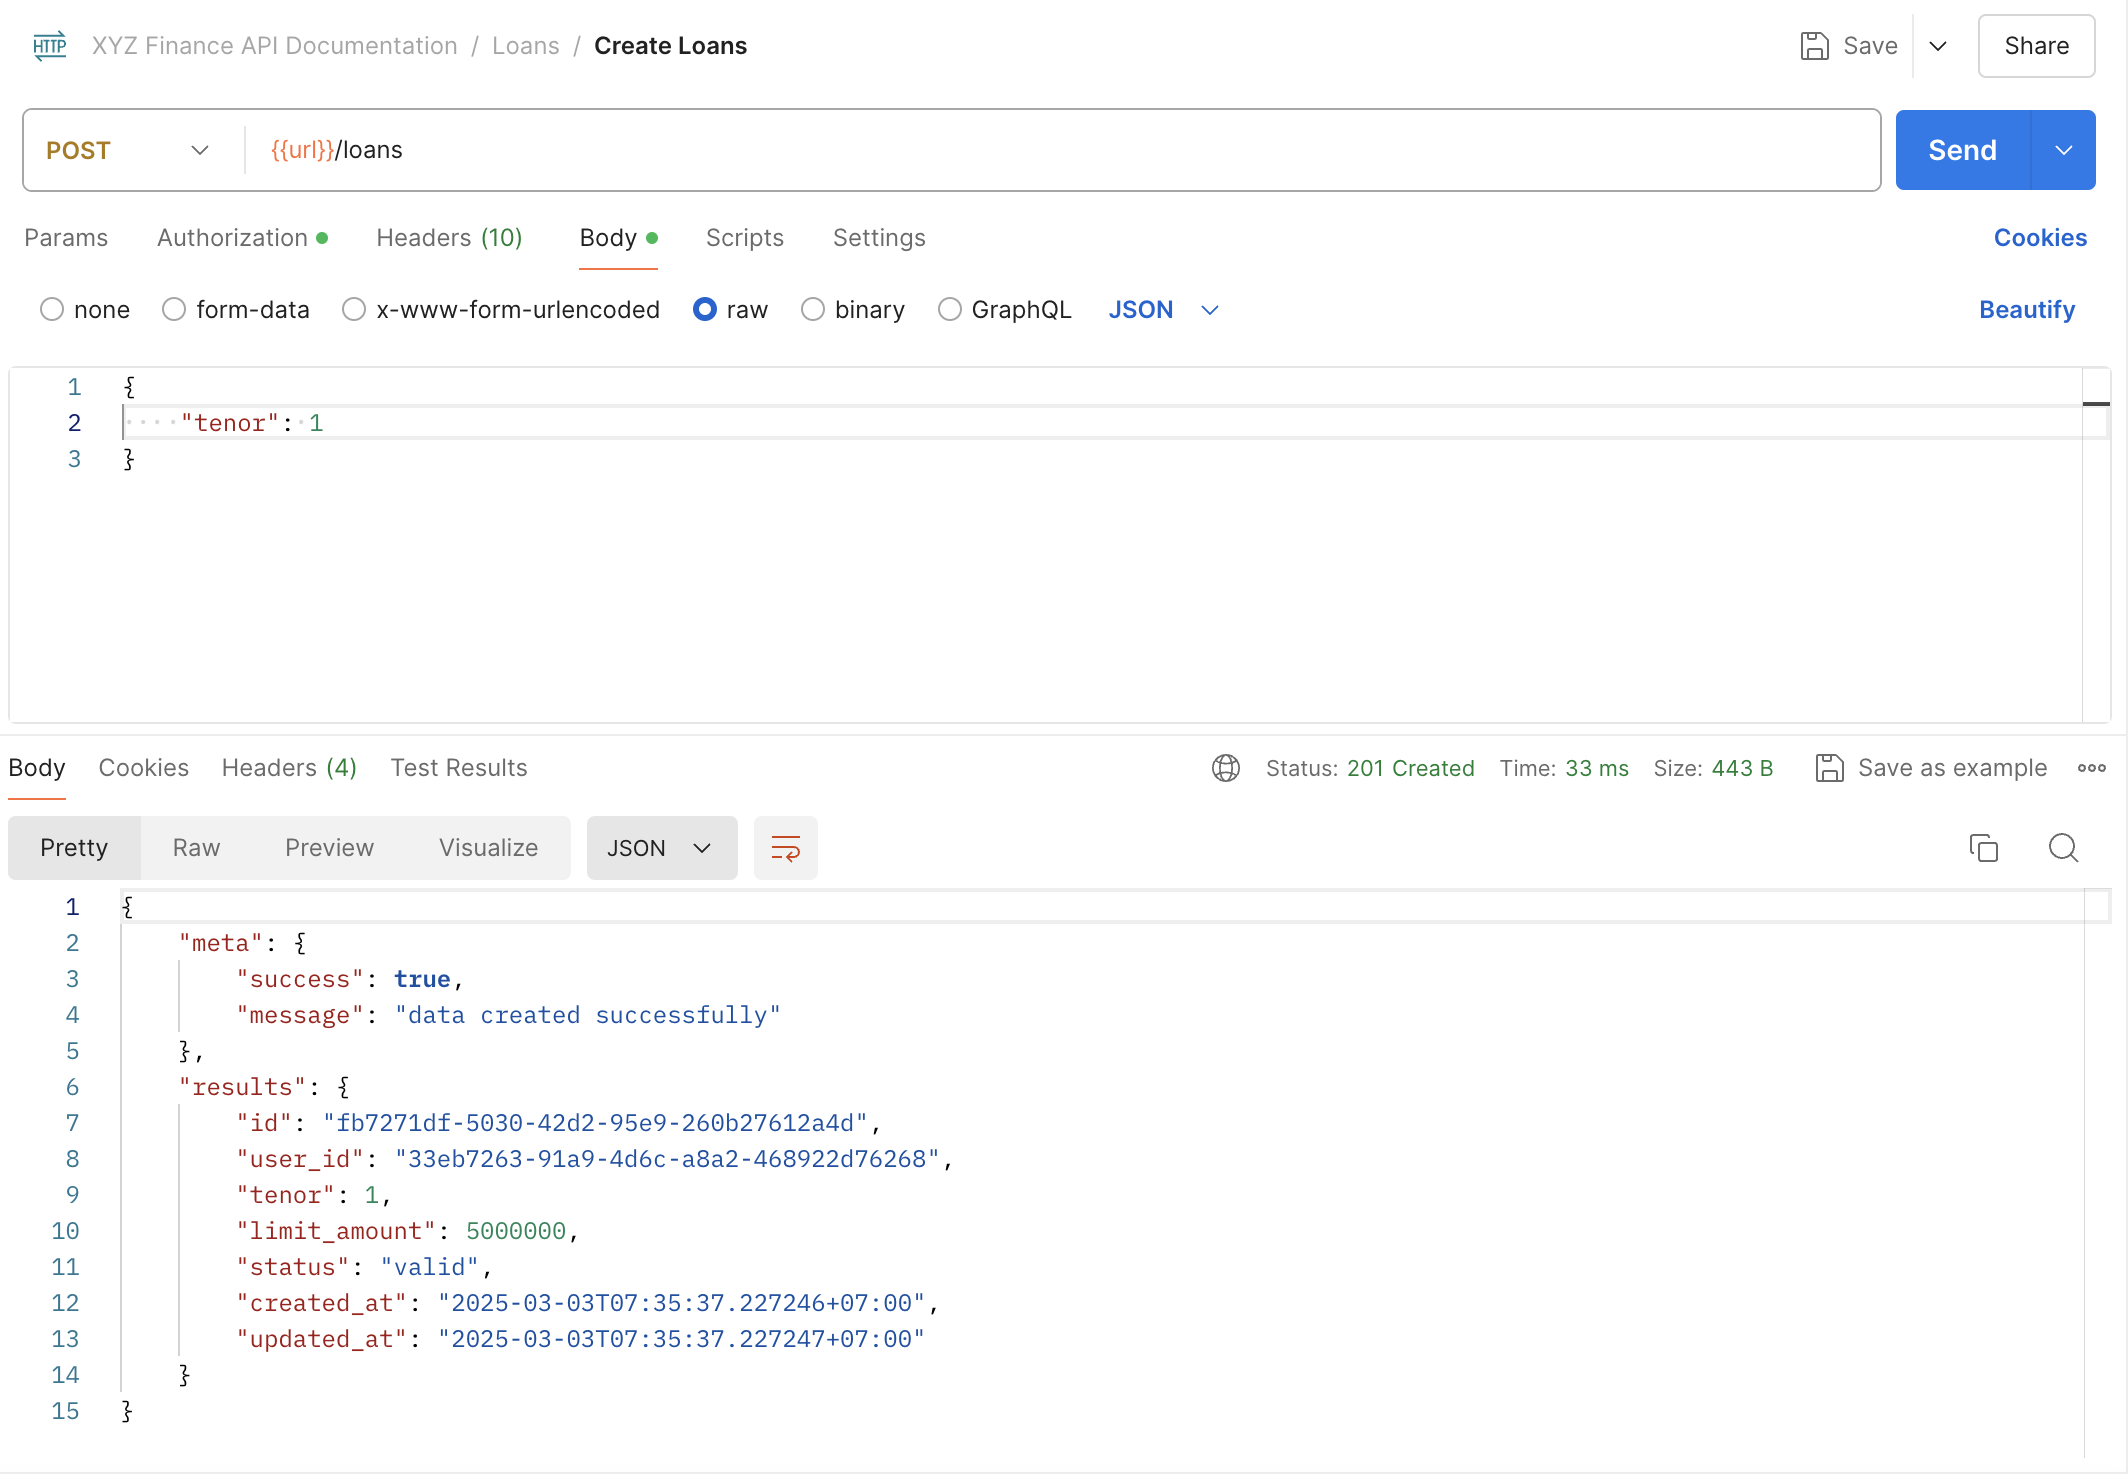 HTTP XYZ Finance API Documentation / Loans / Create Loans Save Share
POST {{url}}/loans Send
Params Authorization Headers (10) Body Scripts Settings Cookies
none form-data x-www-form-urlencoded raw binary GraphQL JSON Beautify
1 {
2 ····"tenor":·1
3 }
Body Cookies Headers (4) Test Results Status: 201 Created Time: 33 ms Size: 443 B Save as example
Pretty Raw Preview Visualize JSON
1 {
2     "meta": {
3         "success": true,
4         "message": "data created successfully"
5     },
6     "results": {
7         "id": "fb7271df-5030-42d2-95e9-260b27612a4d",
8         "user_id": "33eb7263-91a9-4d6c-a8a2-468922d76268",
9         "tenor": 1,
10         "limit_amount": 5000000,
11         "status": "valid",
12         "created_at": "2025-03-03T07:35:37.227246+07:00",
13         "updated_at": "2025-03-03T07:35:37.227247+07:00"
14     }
15 }